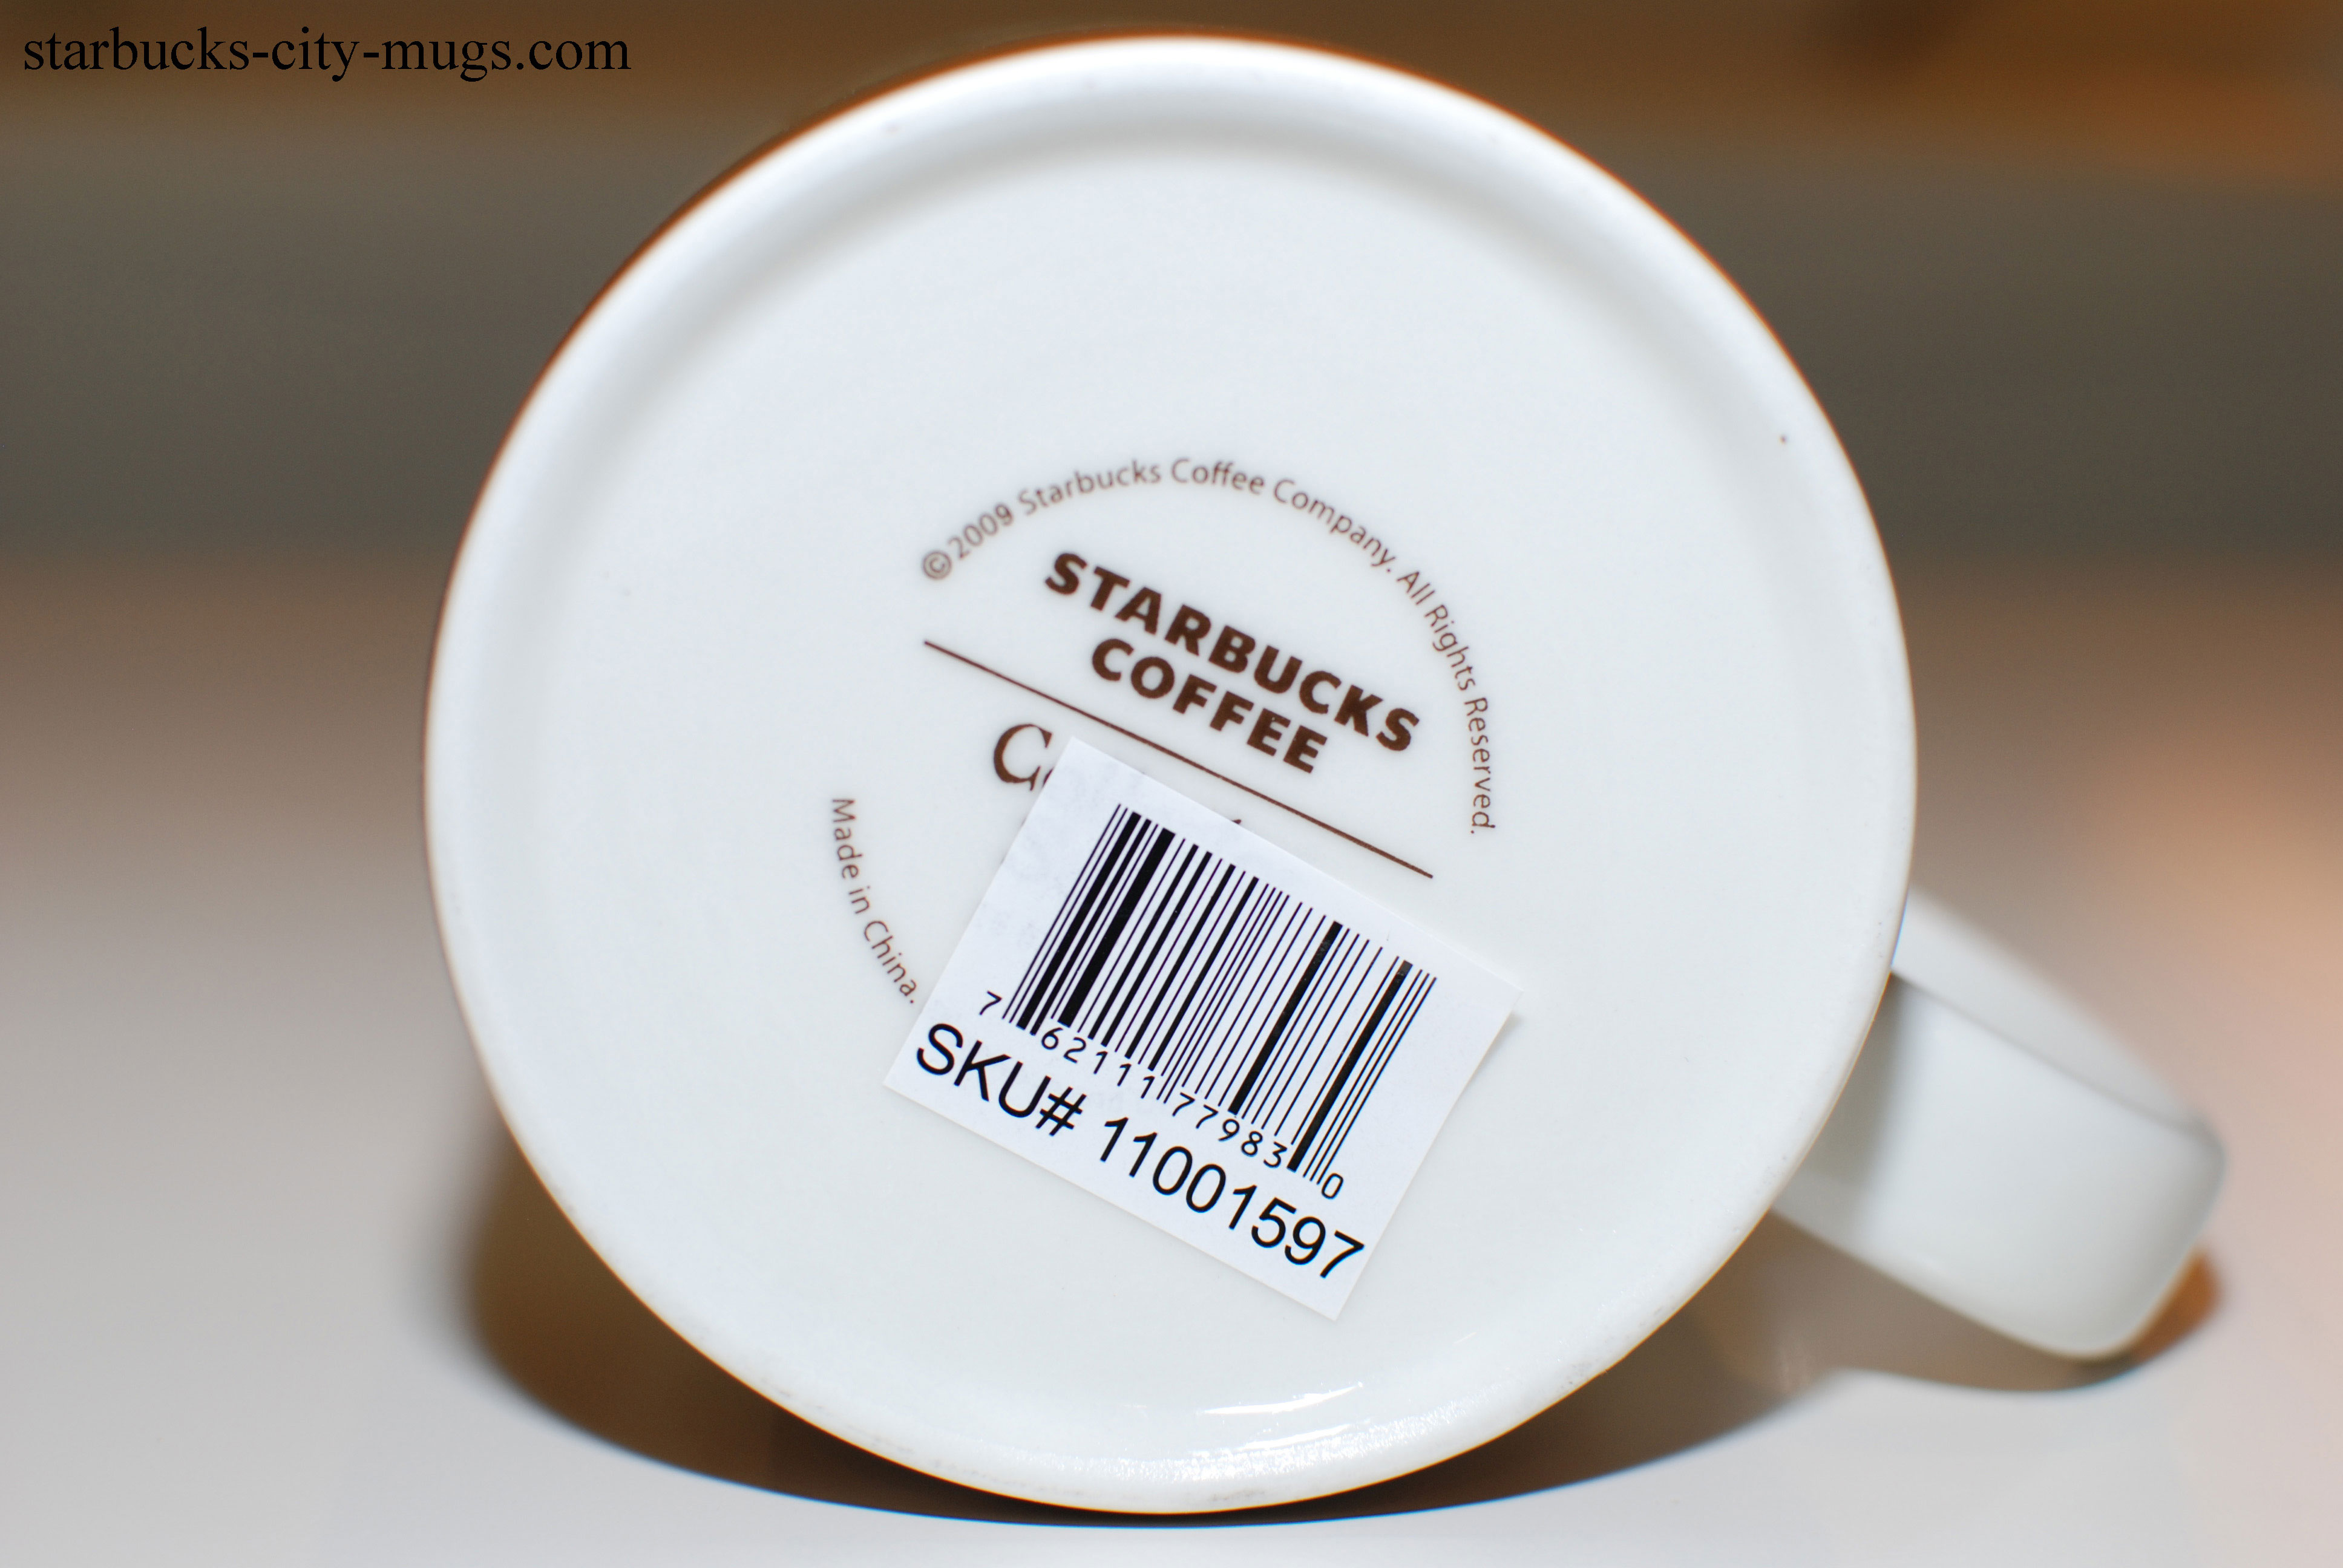 starbucks-city-mugs.com
©2009 Starbucks Coffee Company. All Rights Reserved.
STARBUCKS
COFFEE
Made in China.
7 62111 77983 0
SKU# 11001597